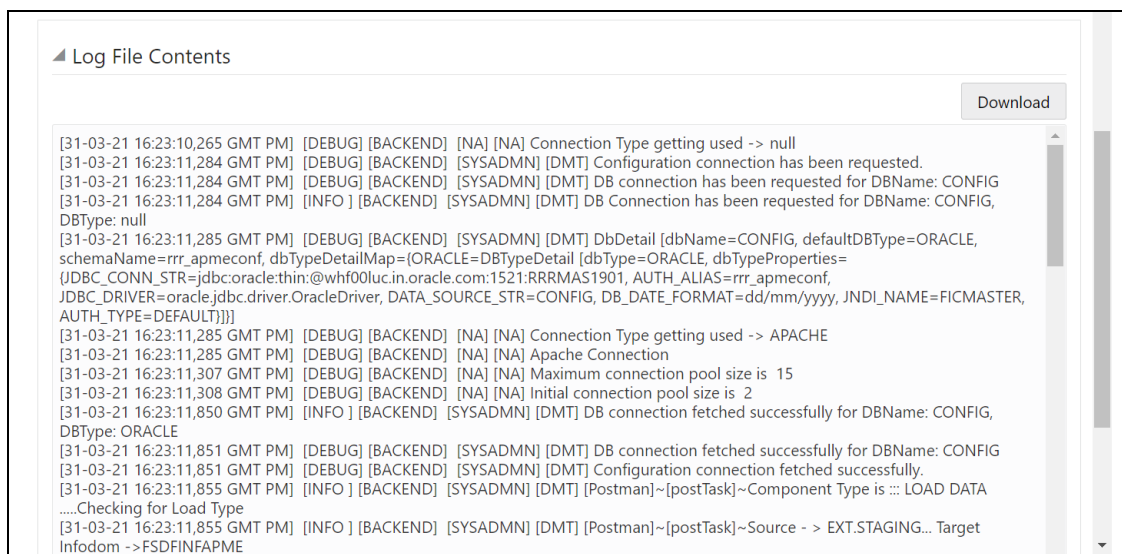 Log File Contents
Download
[31-03-21 16:23:10,265 GMT PM]  [DEBUG] [BACKEND]  [NA] [NA] Connection Type getting used -> null
[31-03-21 16:23:11,284 GMT PM]  [DEBUG] [BACKEND]  [SYSADMN] [DMT] Configuration connection has been requested.
[31-03-21 16:23:11,284 GMT PM]  [DEBUG] [BACKEND]  [SYSADMN] [DMT] DB connection has been requested for DBName: CONFIG
[31-03-21 16:23:11,284 GMT PM]  [INFO ] [BACKEND]  [SYSADMN] [DMT] DB Connection has been requested for DBName: CONFIG,
DBType: null
[31-03-21 16:23:11,285 GMT PM]  [DEBUG] [BACKEND]  [SYSADMN] [DMT] DbDetail [dbName=CONFIG, defaultDBType=ORACLE,
schemaName=rrr_apmeconf, dbTypeDetailMap={ORACLE=DBTypeDetail [dbType=ORACLE, dbTypeProperties=
{JDBC_CONN_STR=jdbc:oracle:thin:@whf00luc.in.oracle.com:1521:RRRMAS1901, AUTH_ALIAS=rrr_apmeconf,
JDBC_DRIVER=oracle.jdbc.driver.OracleDriver, DATA_SOURCE_STR=CONFIG, DB_DATE_FORMAT=dd/mm/yyyy, JNDI_NAME=FICMASTER,
AUTH_TYPE=DEFAULT}]}]
[31-03-21 16:23:11,285 GMT PM]  [DEBUG] [BACKEND]  [NA] [NA] Connection Type getting used -> APACHE
[31-03-21 16:23:11,285 GMT PM]  [DEBUG] [BACKEND]  [NA] [NA] Apache Connection
[31-03-21 16:23:11,307 GMT PM]  [DEBUG] [BACKEND]  [NA] [NA] Maximum connection pool size is  15
[31-03-21 16:23:11,308 GMT PM]  [DEBUG] [BACKEND]  [NA] [NA] Initial connection pool size is  2
[31-03-21 16:23:11,850 GMT PM]  [INFO ] [BACKEND]  [SYSADMN] [DMT] DB connection fetched successfully for DBName: CONFIG,
DBType: ORACLE
[31-03-21 16:23:11,851 GMT PM]  [DEBUG] [BACKEND]  [SYSADMN] [DMT] DB connection fetched successfully for DBName: CONFIG
[31-03-21 16:23:11,851 GMT PM]  [DEBUG] [BACKEND]  [SYSADMN] [DMT] Configuration connection fetched successfully.
[31-03-21 16:23:11,855 GMT PM]  [INFO ] [BACKEND]  [SYSADMN] [DMT] [Postman]~[postTask]~Component Type is ::: LOAD DATA
.....Checking for Load Type
[31-03-21 16:23:11,855 GMT PM]  [INFO ] [BACKEND]  [SYSADMN] [DMT] [Postman]~[postTask]~Source - > EXT.STAGING... Target
Infodom ->FSDFINFAPME